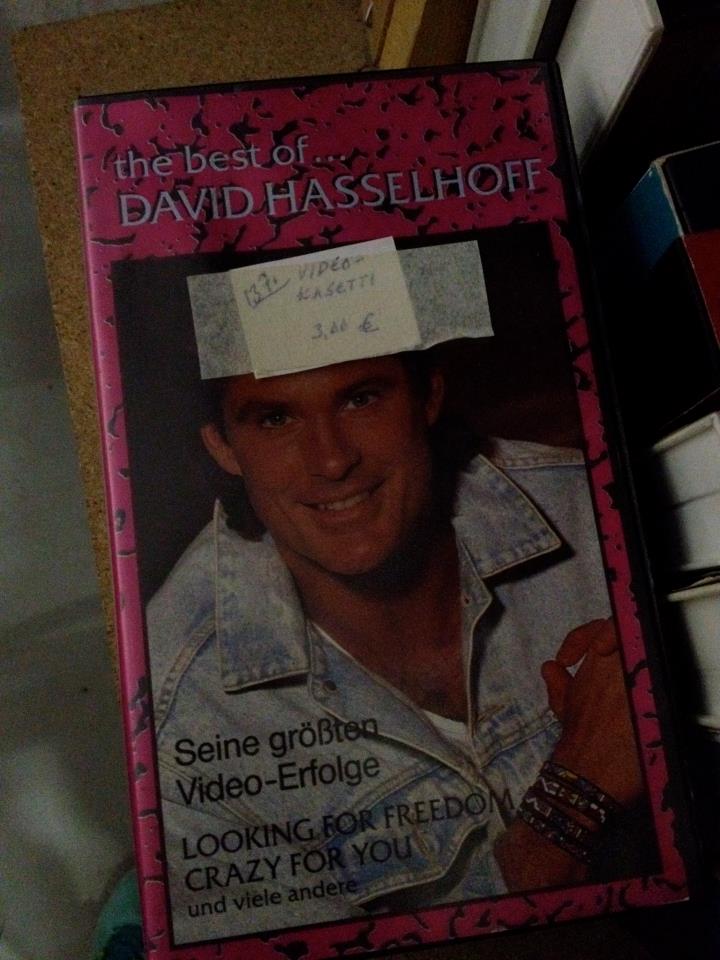 the best of...
DAVID HASSELHOFF
137.
VIDEO-
KASETTI
3,00 €
Seine größten
Video-Erfolge
LOOKING FOR FREEDOM
CRAZY FOR YOU
und viele andere